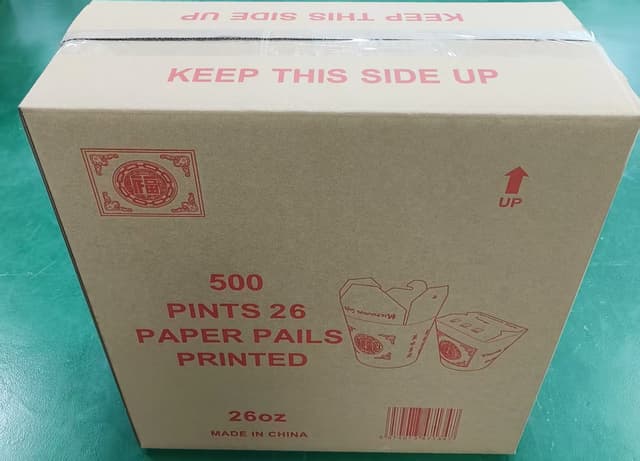 KEEP THIS SIDE UP
KEEP THIS SIDE UP
福
UP
500
PINTS 26
PAPER PAILS
PRINTED
26oz
MADE IN CHINA